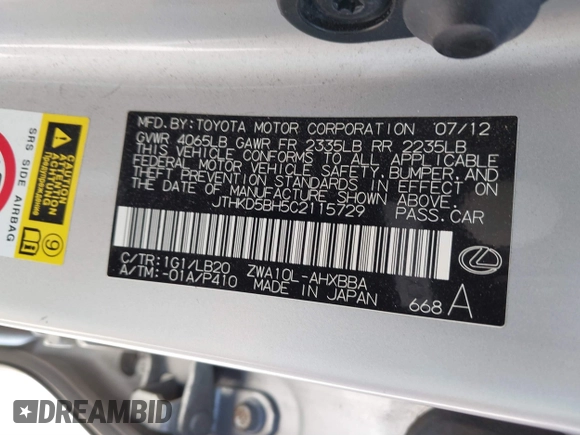 MFD.BY:TOYOTA MOTOR CORPORATION 07/12
GVWR 4065LB GAWR FR 2335LB RR 2235LB
THIS VEHICLE CONFORMS TO ALL APPLICABLE
FEDERAL MOTOR VEHICLE SAFETY,BUMPER,AND
THEFT PREVENTION STANDARDS IN EFFECT ON
THE DATE OF MANUFACTURE SHOWN ABOVE.
JTHKD5BH5C2115729 PASS.CAR
C/TR:1G1/LB20 ZWA10L-AHXBBA
A/TM:-01A/P410 MADE IN JAPAN
668 A
SRS SIDE AIRBAG
CAUTION
ACHTUNG
9
DREAMBID